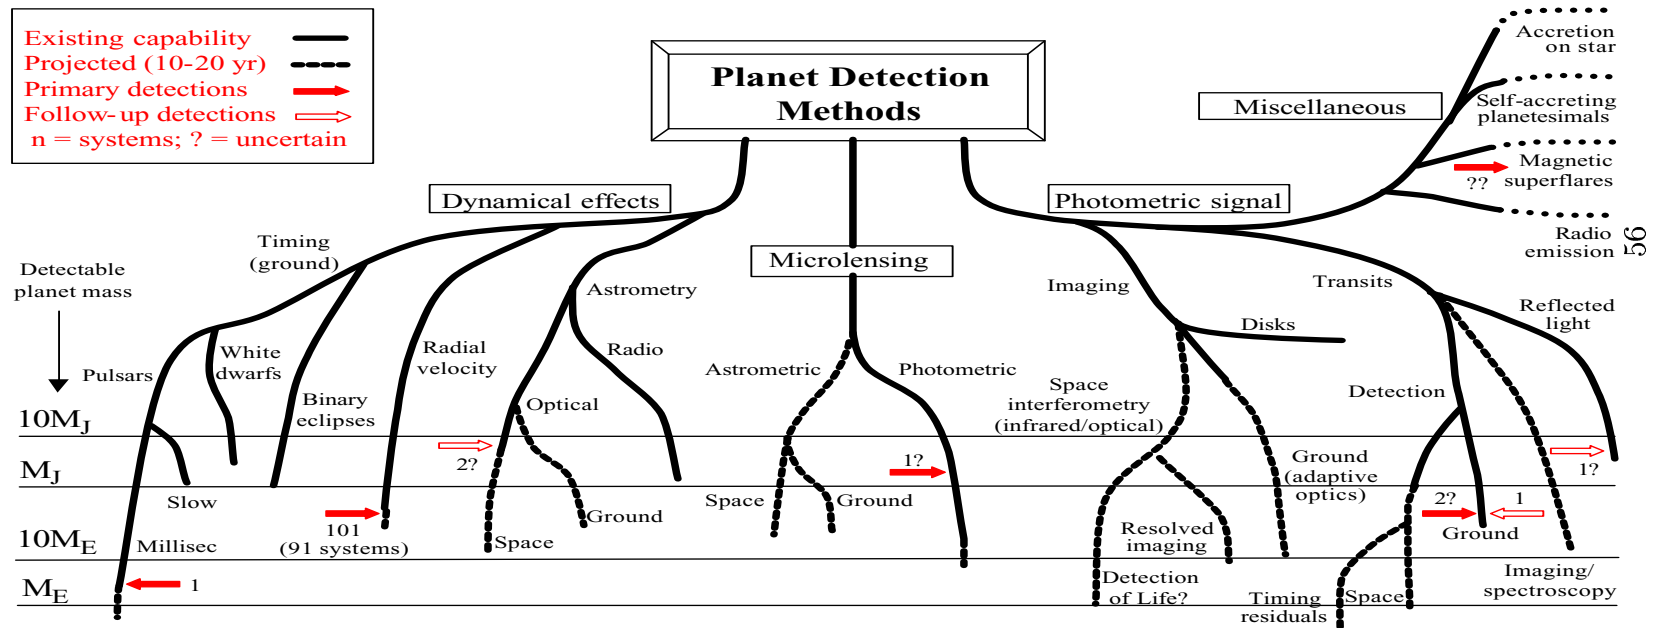 Existing capability
Projected (10-20 yr)
Primary detections
Follow-up detections
n = systems; ? = uncertain
Planet Detection
Methods
Miscellaneous
Accretion
on star
Self-accreting
planetesimals
Magnetic
superflares
??
Radio
emission
56
Dynamical effects
Photometric signal
Microlensing
Timing
(ground)
Detectable
planet mass
Astrometry
Imaging
Transits
Reflected
light
Disks
White
dwarfs
Pulsars
Radial
velocity
Radio
Astrometric
Photometric
Space
interferometry
(infrared/optical)
Detection
Binary
eclipses
Optical
10MJ
2?
1?
Ground
(adaptive
optics)
1?
MJ
Slow
Space
Ground
2?
1
Ground
101
(91 systems)
Ground
Resolved
imaging
10ME
Millisec
Space
Imaging/
spectroscopy
Detection
of Life?
1
ME
Timing
residuals
Space